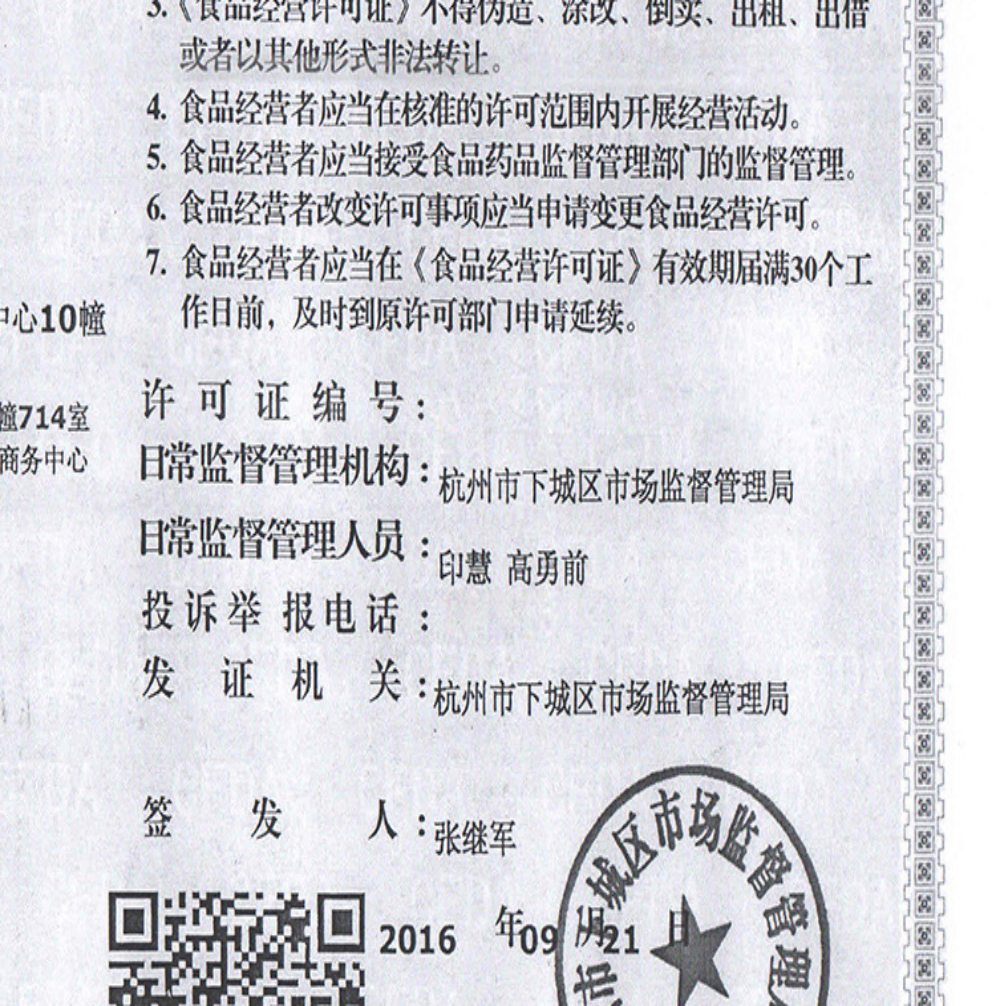 3.《食品经营许可证》不得伪造、涂改、倒卖、出租、出借
或者以其他形式非法转让。
4. 食品经营者应当在核准的许可范围内开展经营活动。
5. 食品经营者应当接受食品药品监督管理部门的监督管理。
6. 食品经营者改变许可事项应当申请变更食品经营许可。
7. 食品经营者应当在《食品经营许可证》有效期届满30个工
作日前，及时到原许可部门申请延续。
中心10幢
许可证编号：
幢714室
商务中心
日常监督管理机构：杭州市下城区市场监督管理局
日常监督管理人员：印慧 高勇前
投诉举报电话：
发证机关：杭州市下城区市场监督管理局
签发人：张继军
2016 年09 月21 日
市下城区市场监督管理